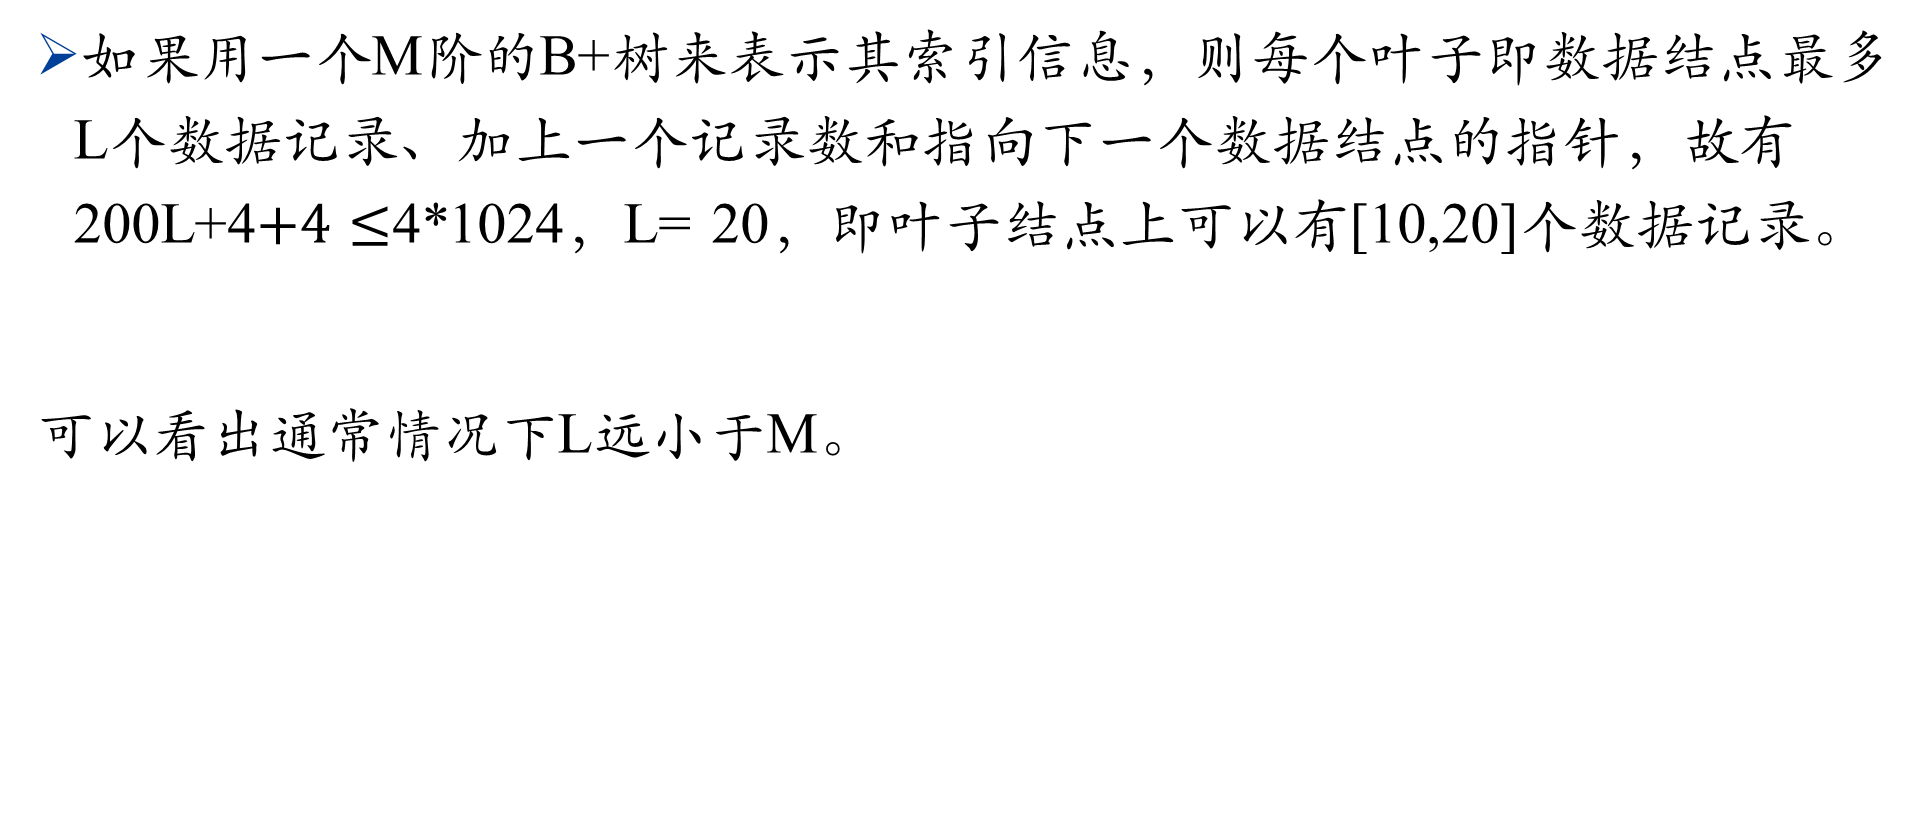 ➢如果用一个M阶的B+树来表示其索引信息，则每个叶子即数据结点最多
L个数据记录、加上一个记录数和指向下一个数据结点的指针，故有
200L+4+4 ≤4*1024，L= 20，即叶子结点上可以有[10,20]个数据记录。
可以看出通常情况下L远小于M。